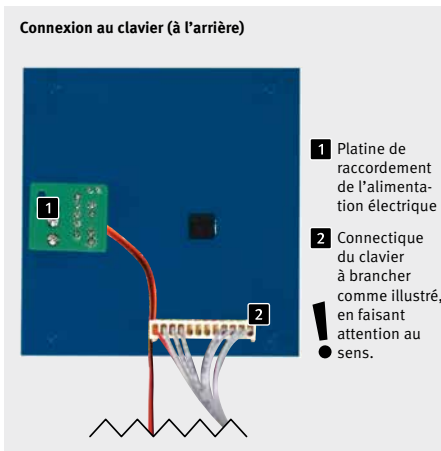 Connexion au clavier (à l’arrière)
1 Platine de
raccordement
de l’alimenta-
tion électrique
2 Connectique
du clavier
à brancher
comme illustré,
en faisant
attention au
sens.
!
1
2